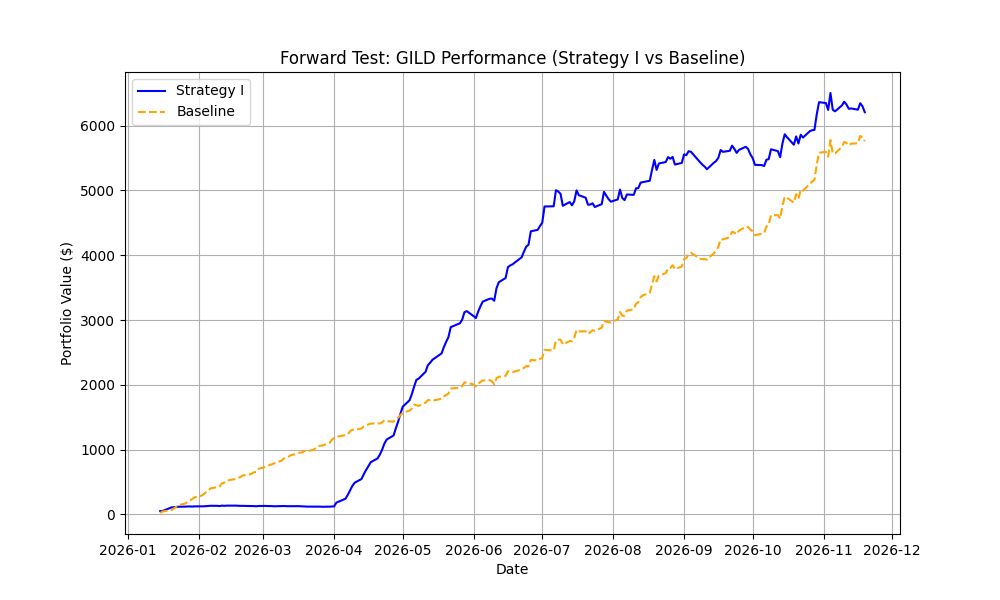 Forward Test: GILD Performance (Strategy I vs Baseline)
Strategy I
Baseline
Portfolio Value ($)
6000
5000
4000
3000
2000
1000
0
2026-01 2026-02 2026-03 2026-04 2026-05 2026-06 2026-07 2026-08 2026-09 2026-10 2026-11 2026-12
Date